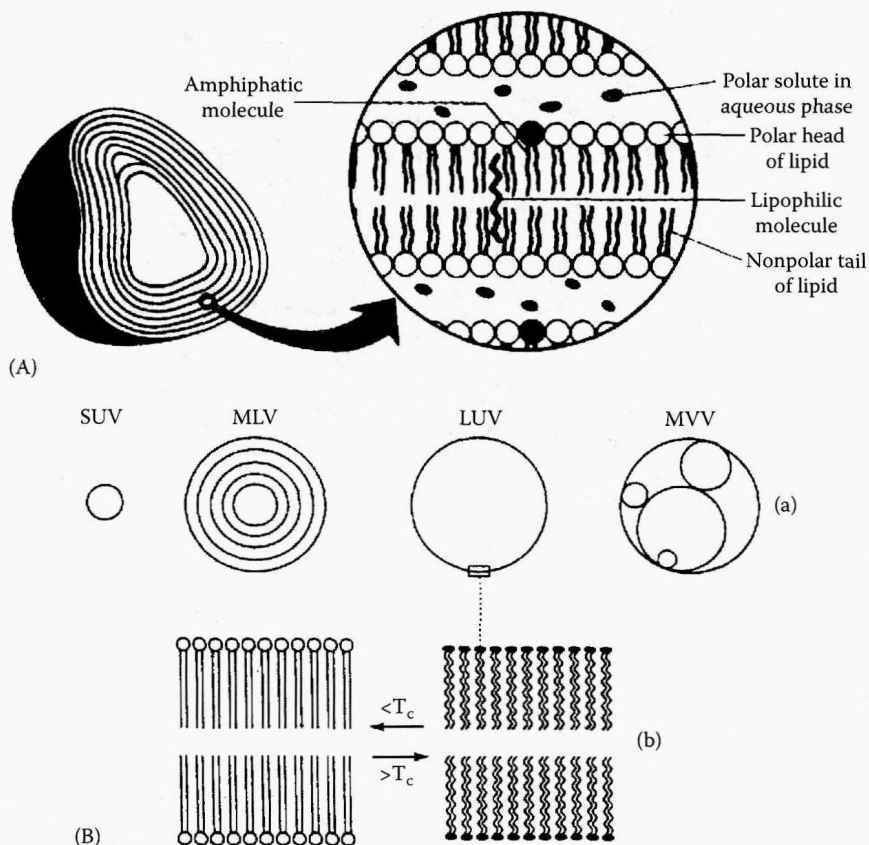 Amphiphatic
molecule
Polar solute in
aqueous phase
Polar head
of lipid
Lipophilic
molecule
Nonpolar tail
of lipid
(A)
SUV
MLV
LUV
MVV
(a)
<Tc
>Tc
(b)
(B)